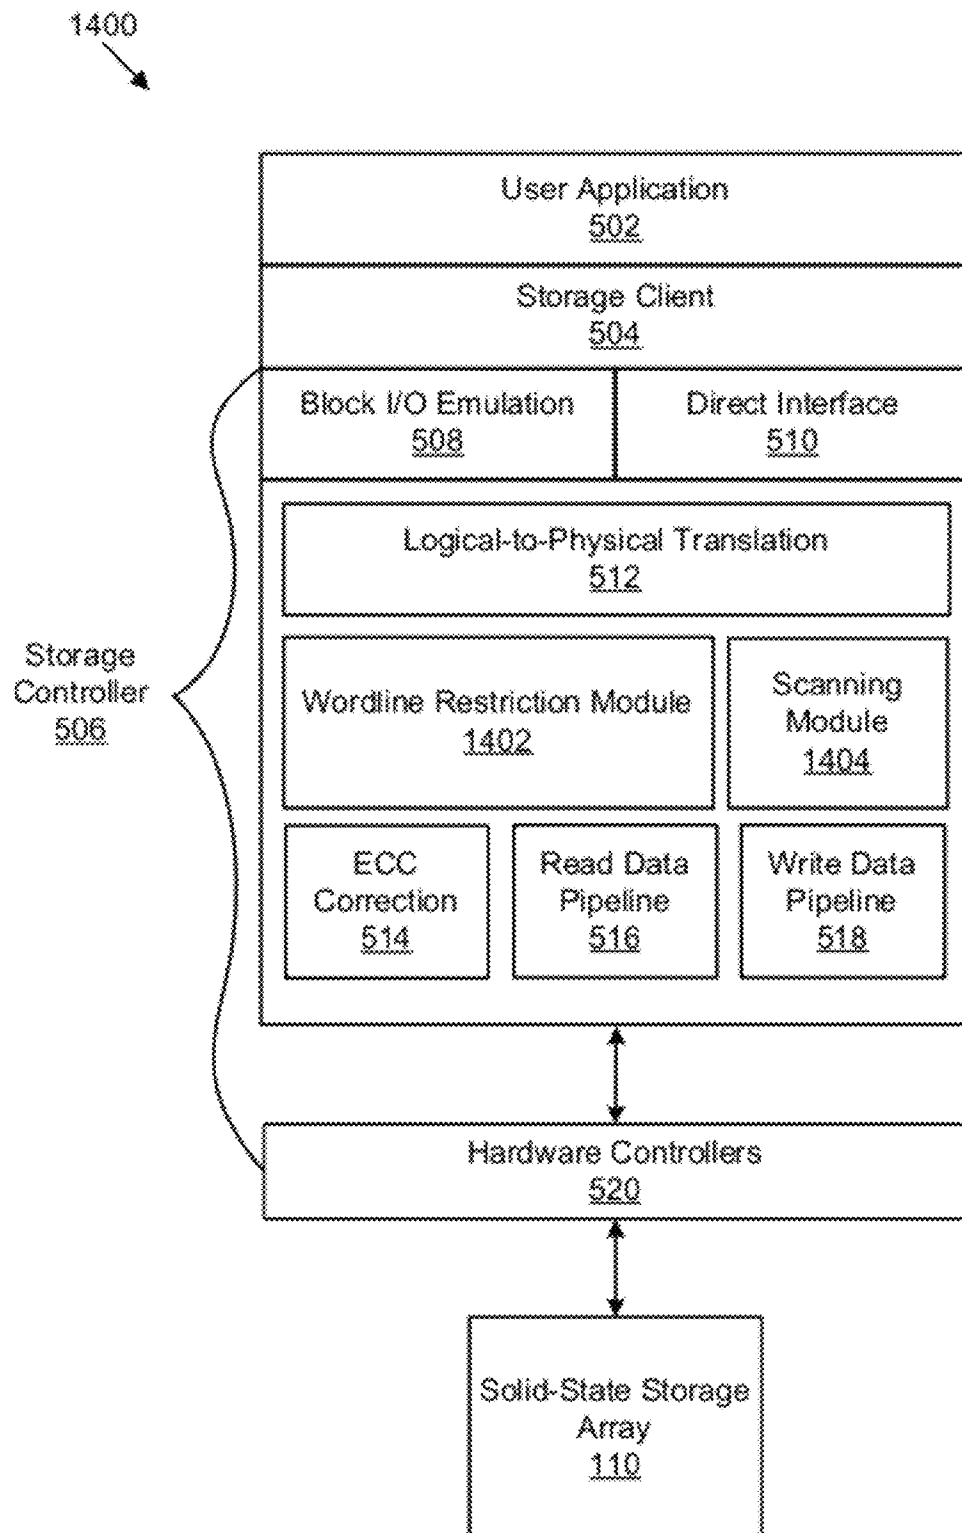 1400
User Application
502
Storage Client
504
Block I/O Emulation
508
Direct Interface
510
Logical-to-Physical Translation
512
Storage
Controller
506
Wordline Restriction Module
1402
Scanning
Module
1404
ECC
Correction
514
Read Data
Pipeline
516
Write Data
Pipeline
518
Hardware Controllers
520
Solid-State Storage
Array
110